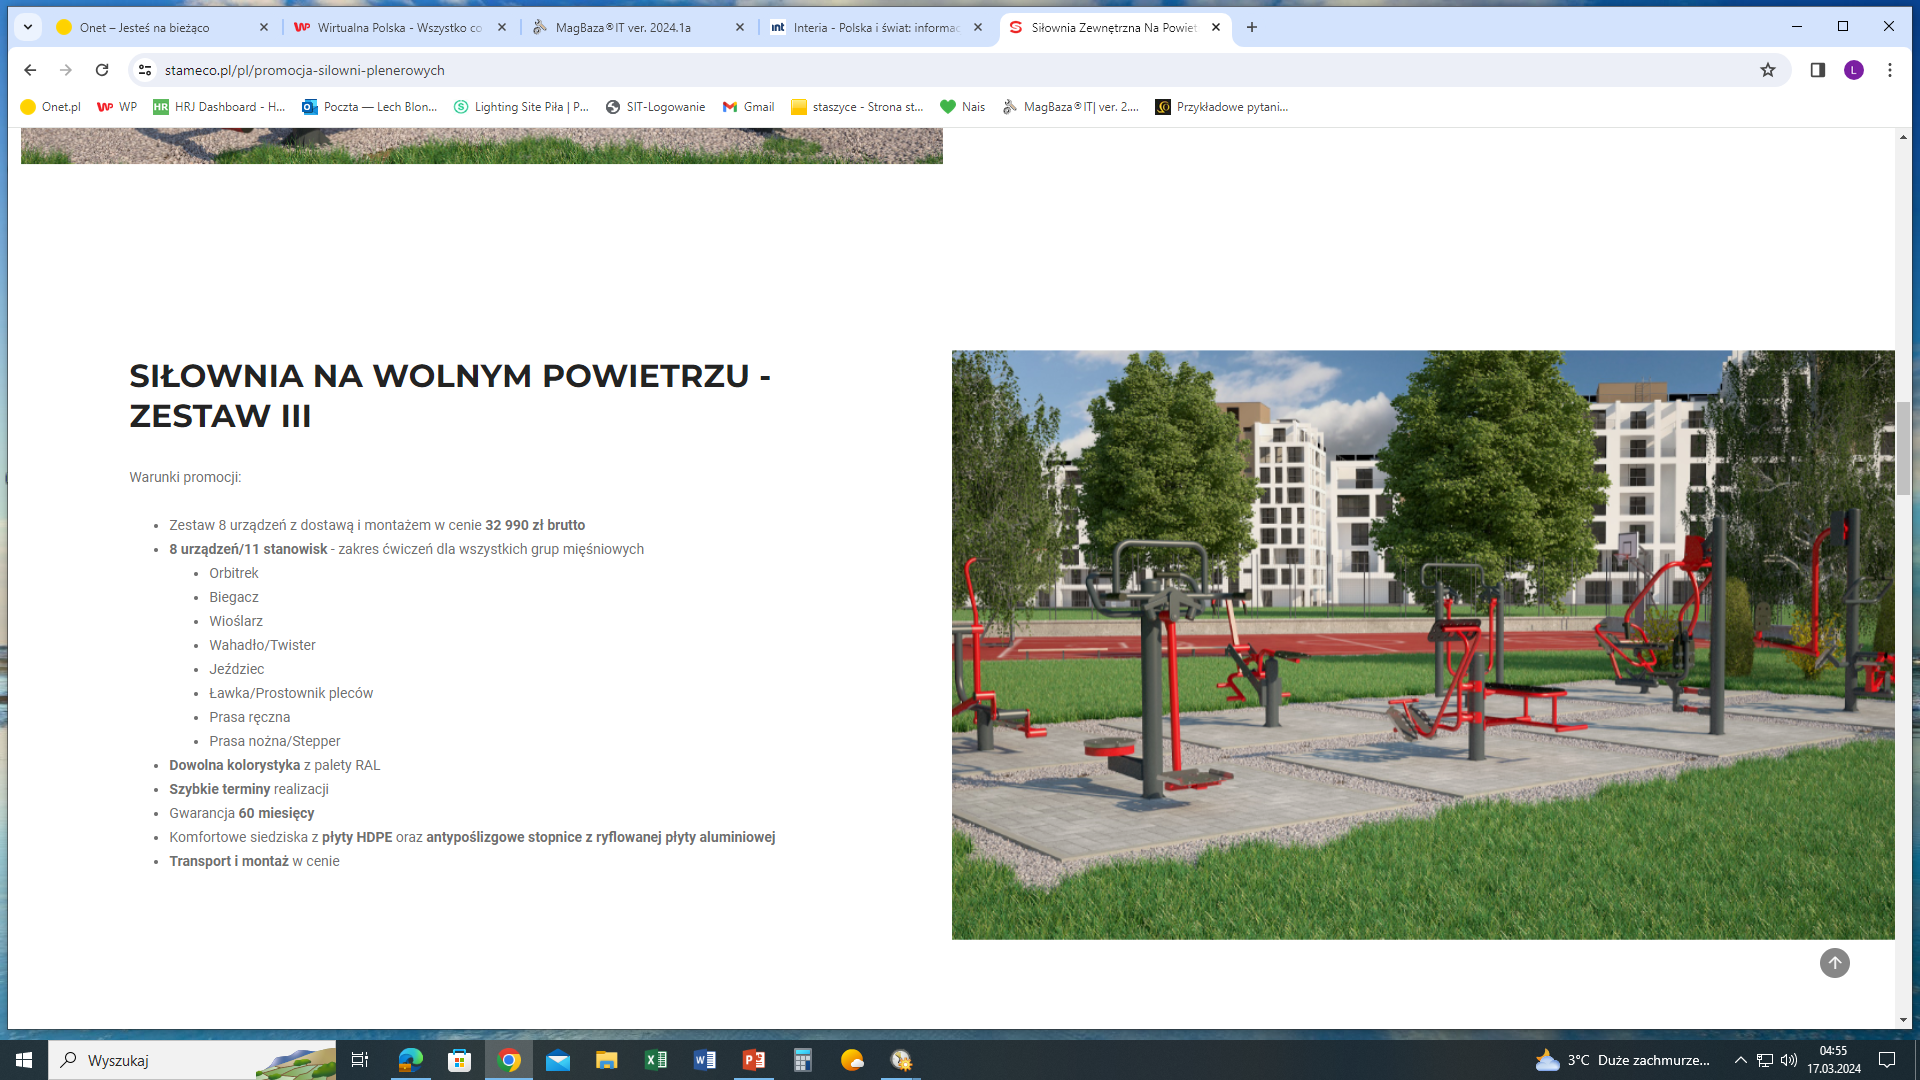 Onet – Jesteś na bieżąco
Wirtualna Polska - Wszystko co
MagBaza®IT ver. 2024.1a
Interia - Polska i świat: informac
Siłownia Zewnętrzna Na Powiet
stameco.pl/pl/promocja-silowni-plenerowych
L
Onet.pl
WP
HRJ Dashboard - H...
Poczta — Lech Blon...
Lighting Site Piła | P...
SIT-Logowanie
Gmail
staszyce - Strona st...
Nais
MagBaza®IT| ver. 2....
Przykładowe pytani...
SIŁOWNIA NA WOLNYM POWIETRZU -
ZESTAW III
Warunki promocji:
Zestaw 8 urządzeń z dostawą i montażem w cenie 32 990 zł brutto
8 urządzeń/11 stanowisk - zakres ćwiczeń dla wszystkich grup mięśniowych
Orbitrek
Biegacz
Wioślarz
Wahadło/Twister
Jeździec
Ławka/Prostownik pleców
Prasa ręczna
Prasa nożna/Stepper
Dowolna kolorystyka z palety RAL
Szybkie terminy realizacji
Gwarancja 60 miesięcy
Komfortowe siedziska z płyty HDPE oraz antypoślizgowe stopnice z ryflowanej płyty aluminiowej
Transport i montaż w cenie
Wyszukaj
3°C Duże zachmurze...
04:55
17.03.2024